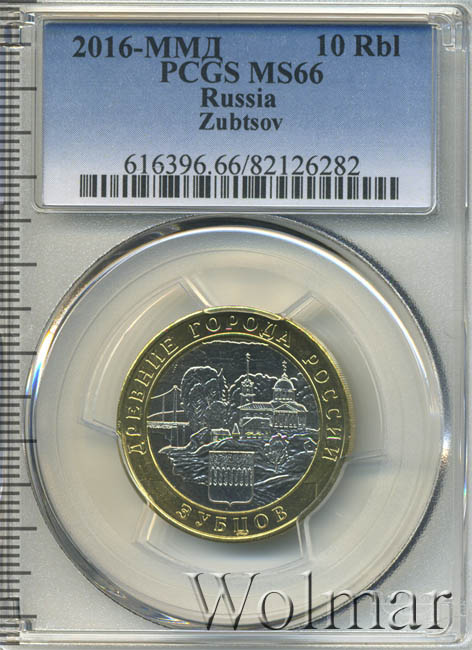 2016-ММД 10 Rbl
PCGS MS66
Russia
Zubtsov
616396.66/82126282
ДРЕВНИЕ ГОРОДА РОССИИ
ЗУБЦОВ
Wolmar